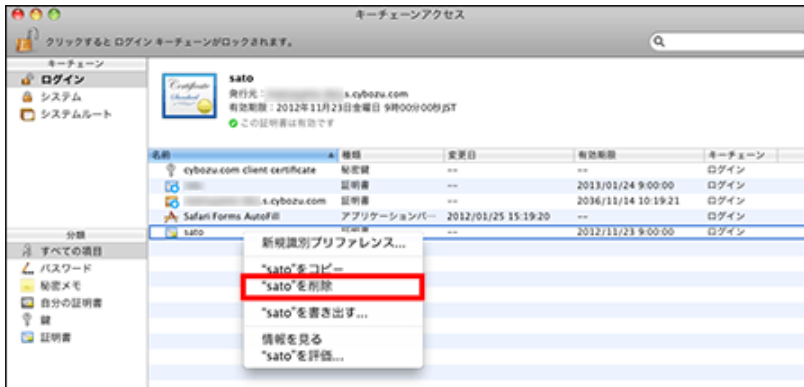 キーチェーンアクセス
クリックするとログインキーチェーンがロックされます。
キーチェーン
ログイン
システム
システムルート
sato
発行元: s.cybozu.com
有効期限: 2012年11月23日金曜日 9時00分00秒JST
この証明書は有効です
名前 種類 変更日 有効期限 キーチェーン
cybozu.com client certificate 秘密鍵 -- -- ログイン
証明書 -- 2013/01/24 9:00:00 ログイン
s.cybozu.com 証明書 -- 2036/11/14 10:19:21 ログイン
Safari Forms AutoFill アプリケーションパ… 2012/01/25 15:19:20 -- ログイン
sato 証明書 -- 2012/11/23 9:00:00 ログイン
新規識別プリファレンス...
"sato"をコピー
"sato"を削除
"sato"を書き出す...
情報を見る
"sato"を評価...
分類
すべての項目
パスワード
秘密メモ
自分の証明書
鍵
証明書